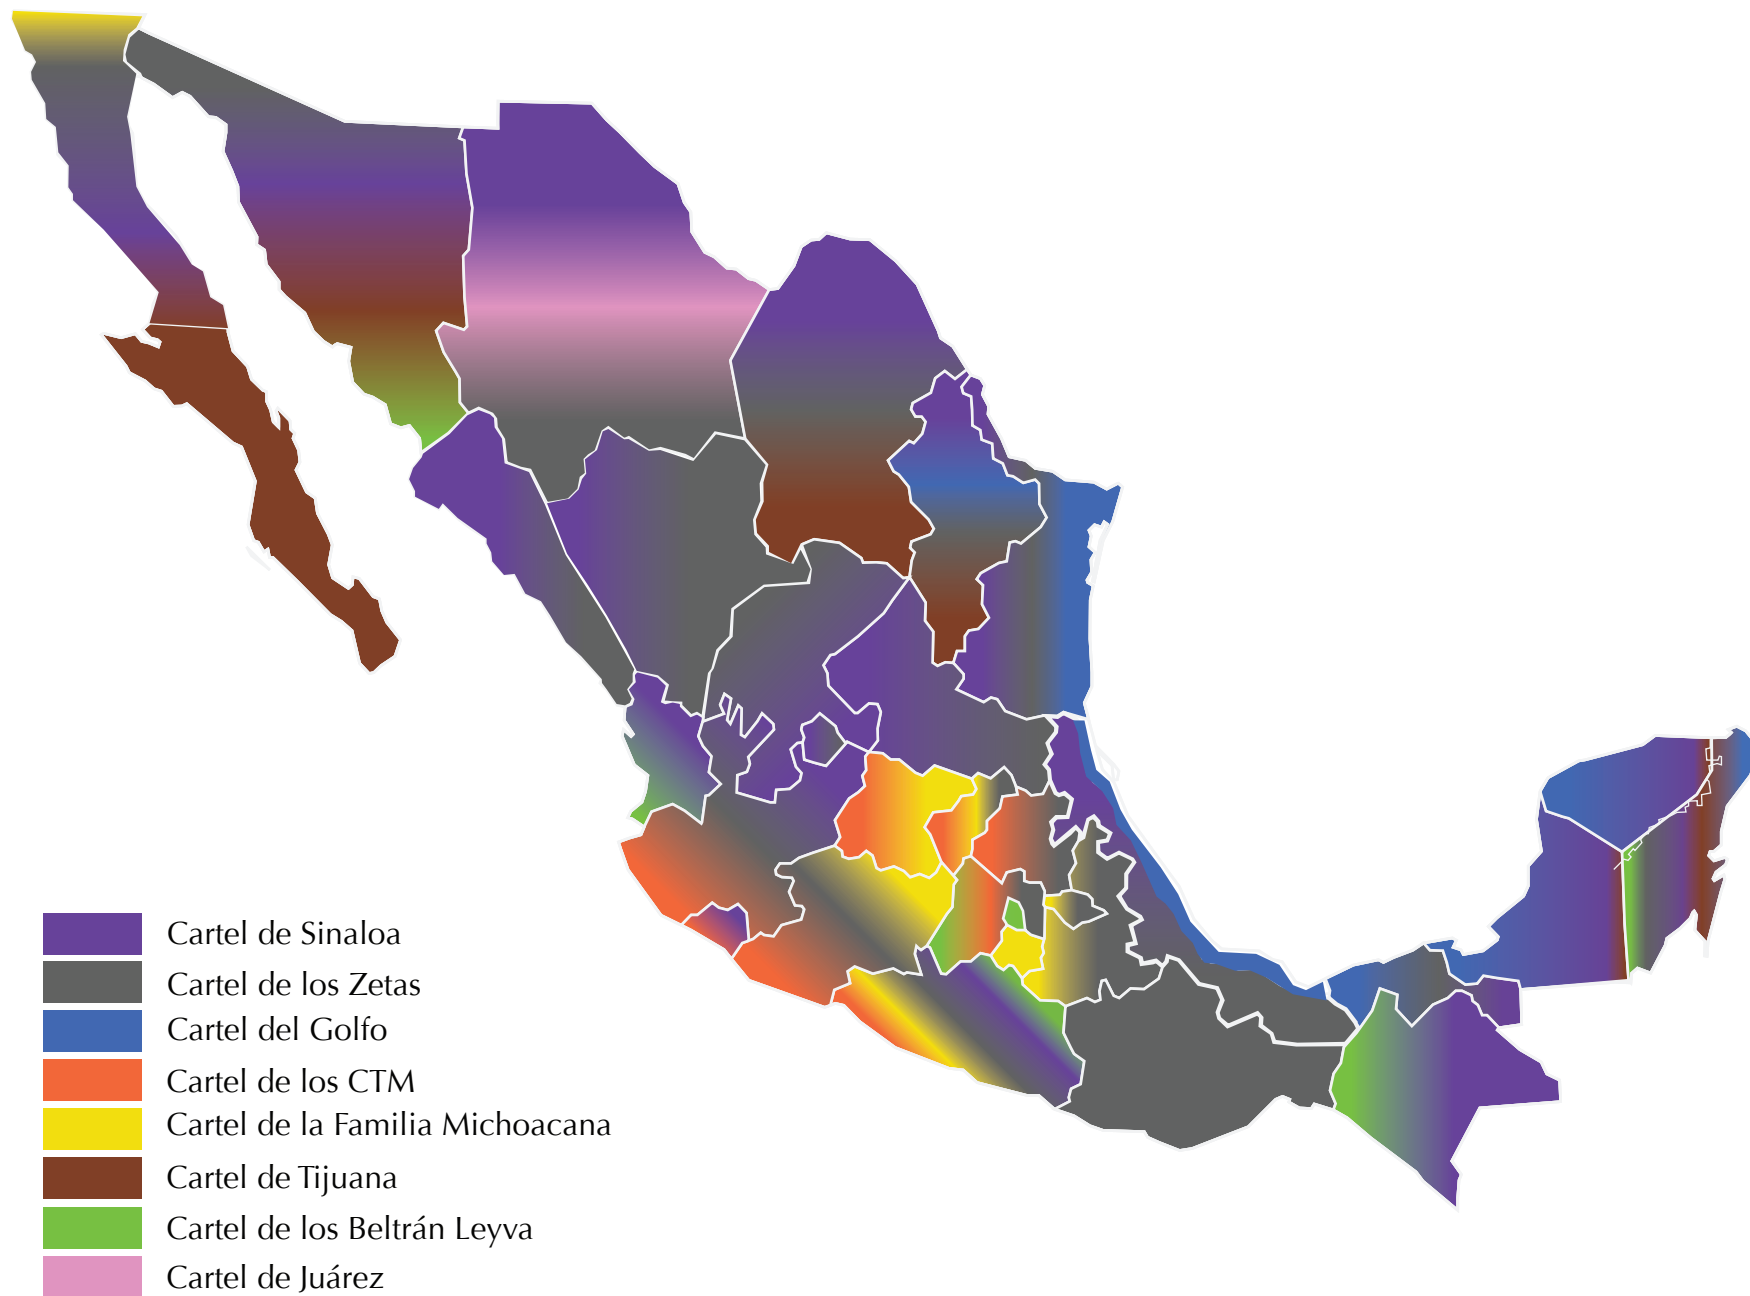 Cartel de Sinaloa
Cartel de los Zetas
Cartel del Golfo
Cartel de los CTM
Cartel de la Familia Michoacana
Cartel de Tijuana
Cartel de los Beltrán Leyva
Cartel de Juárez